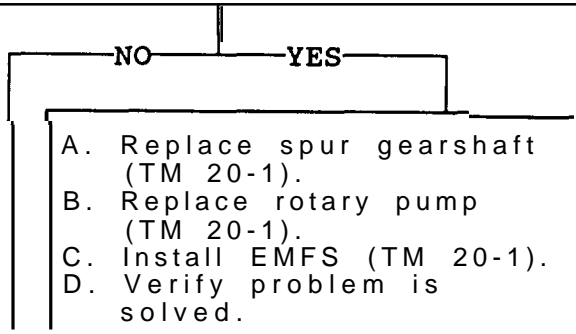 NO YES
A. Replace spur gearshaft
(TM 20-1).
B. Replace rotary pump
(TM 20-1).
C. Install EMFS (TM 20-1).
D. Verify problem is
solved.